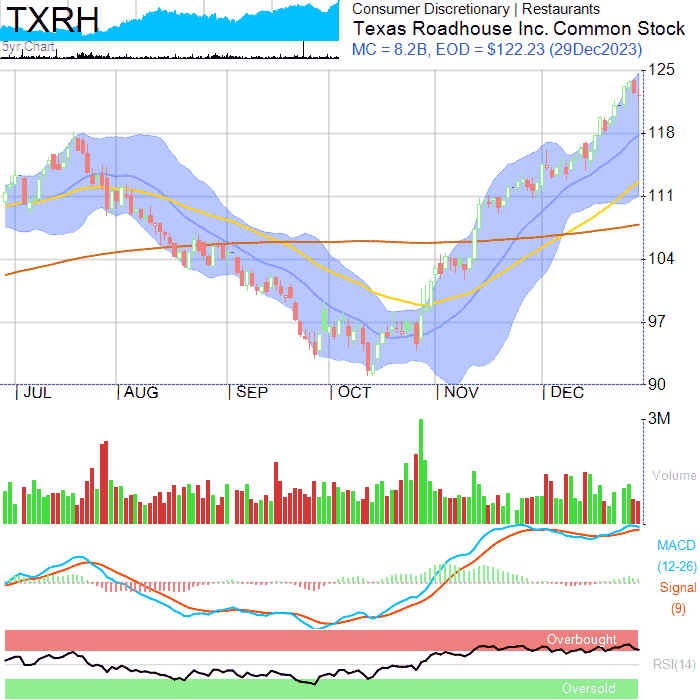 TXRH
5yr Chart
Consumer Discretionary | Restaurants
Texas Roadhouse Inc. Common Stock
MC = 8.2B, EOD = $122.23 (29Dec2023)
125
118
111
104
97
90
| JUL | AUG | SEP | OCT | NOV | DEC
3M
Volume
MACD
(12-26)
Signal
(9)
Overbought
RSI(14)
Oversold